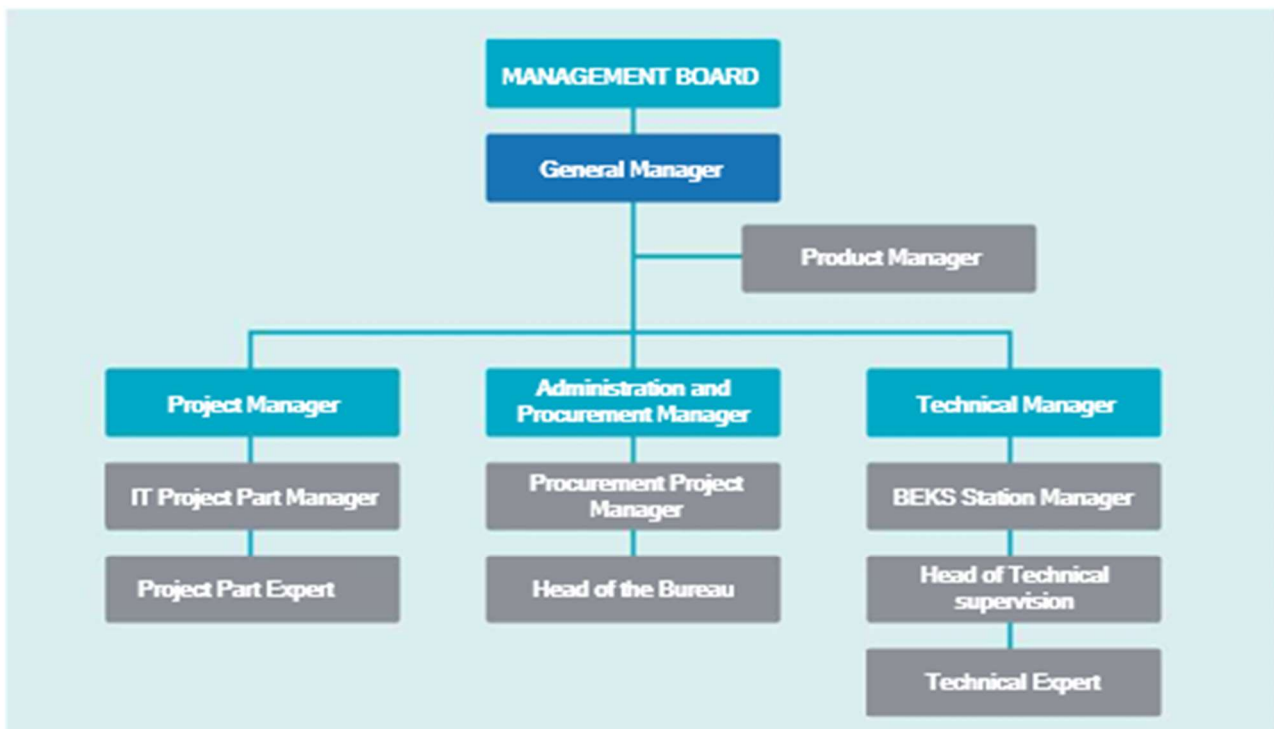 MANAGEMENT BOARD
General Manager
Product Manager
Project Manager
Administration and
Procurement Manager
Technical Manager
IT Project Part Manager
Procurement Project
Manager
BEKS Station Manager
Project Part Expert
Head of the Bureau
Head of Technical
supervision
Technical Expert